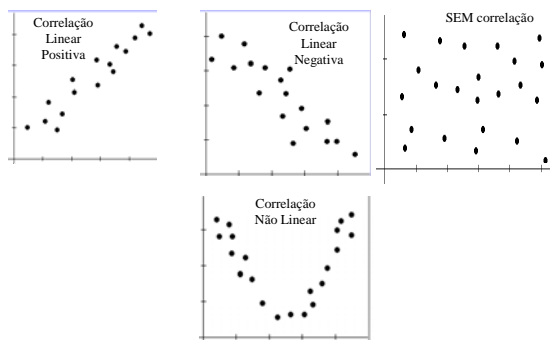 Correlação
Linear
Positiva
Correlação
Linear
Negativa
SEM correlação
Correlação
Não Linear